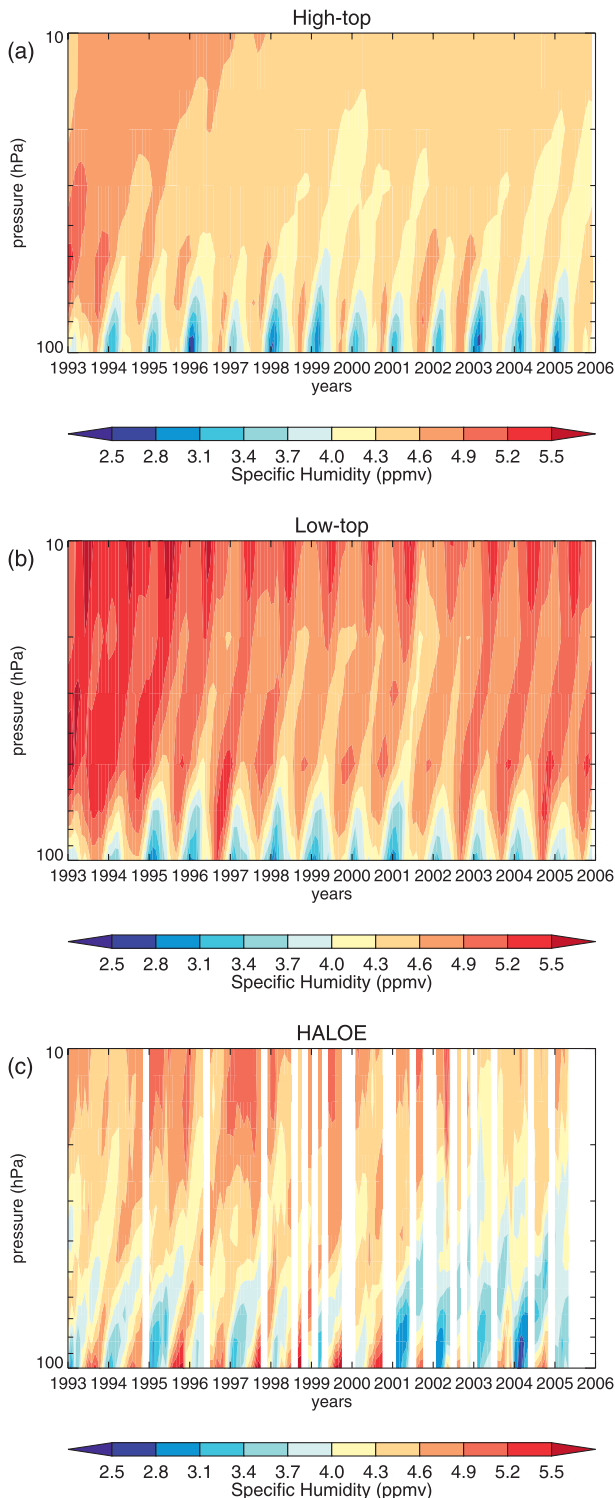 High-top
(a)
10
pressure (hPa)
100
1993 1994 1995 1996 1997 1998 1999 2000 2001 2002 2003 2004 2005 2006
years
2.5 2.8 3.1 3.4 3.7 4.0 4.3 4.6 4.9 5.2 5.5
Specific Humidity (ppmv)
Low-top
(b)
10
pressure (hPa)
100
1993 1994 1995 1996 1997 1998 1999 2000 2001 2002 2003 2004 2005 2006
years
2.5 2.8 3.1 3.4 3.7 4.0 4.3 4.6 4.9 5.2 5.5
Specific Humidity (ppmv)
HALOE
(c)
10
pressure (hPa)
100
1993 1994 1995 1996 1997 1998 1999 2000 2001 2002 2003 2004 2005 2006
years
2.5 2.8 3.1 3.4 3.7 4.0 4.3 4.6 4.9 5.2 5.5
Specific Humidity (ppmv)